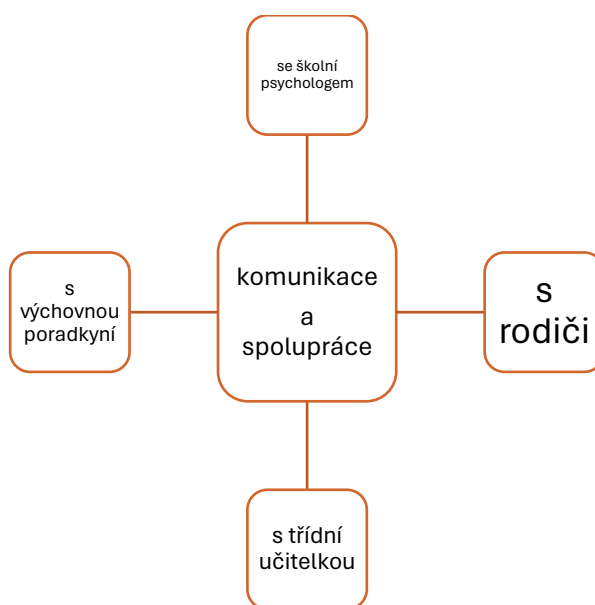 se školní
psychologem
komunikace
a
spolupráce
s
výchovnou
poradkyní
s
rodiči
s třídní
učitelkou